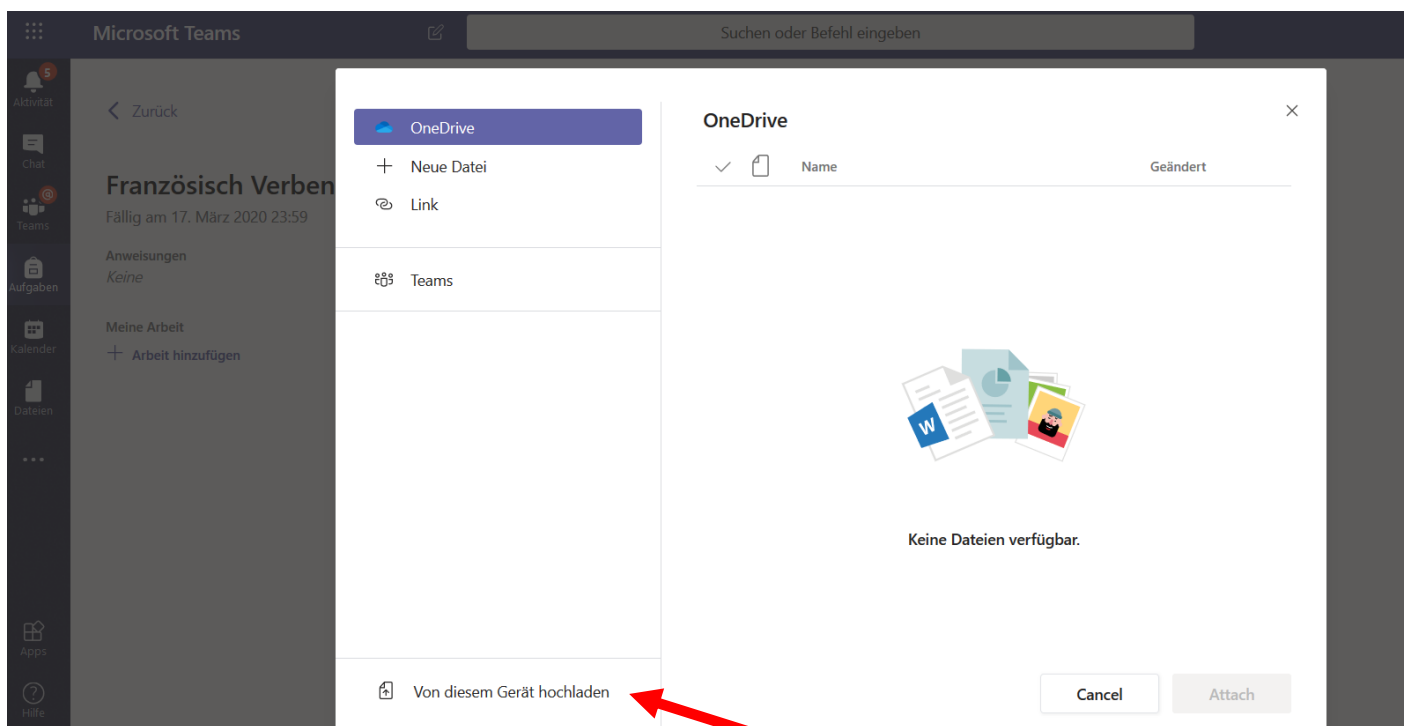 Microsoft Teams
Suchen oder Befehl eingeben
5
Aktivität
Chat
@
Teams
Aufgaben
Kalender
Dateien
Apps
Hilfe
Zurück
Französisch Verben
Fällig am 17. März 2020 23:59
Anweisungen
Keine
Meine Arbeit
Arbeit hinzufügen
OneDrive
Neue Datei
Link
Teams
Von diesem Gerät hochladen
OneDrive
Name Geändert
W
Keine Dateien verfügbar.
Cancel Attach